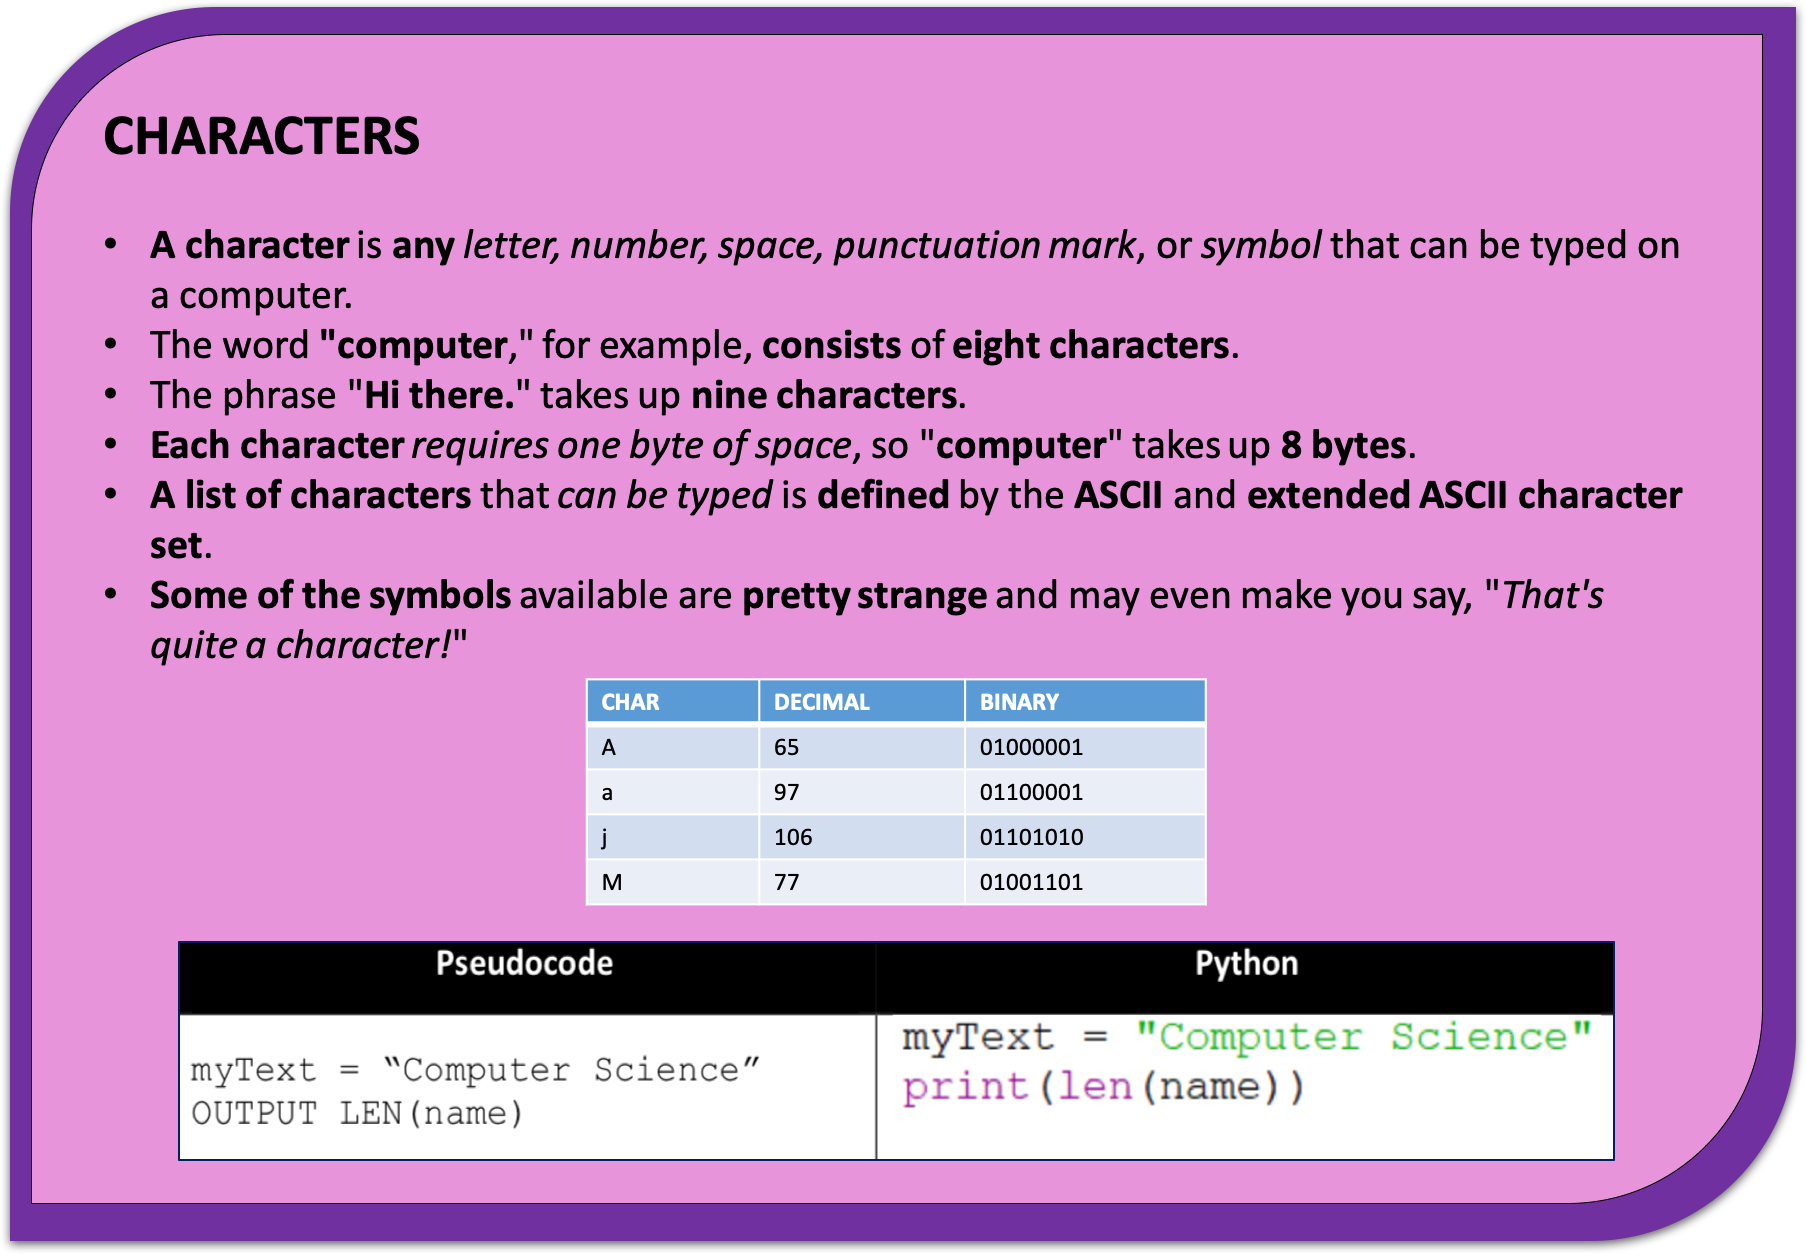 CHARACTERS
• A character is any letter, number, space, punctuation mark, or symbol that can be typed on
a computer.
• The word "computer," for example, consists of eight characters.
• The phrase "Hi there." takes up nine characters.
• Each character requires one byte of space, so "computer" takes up 8 bytes.
• A list of characters that can be typed is defined by the ASCII and extended ASCII character
set.
• Some of the symbols available are pretty strange and may even make you say, "That's
quite a character!"
CHAR DECIMAL BINARY
A 65 01000001
a 97 01100001
j 106 01101010
M 77 01001101
Pseudocode
myText = “Computer Science”
OUTPUT LEN(name)
Python
myText = "Computer Science"
print(len(name))